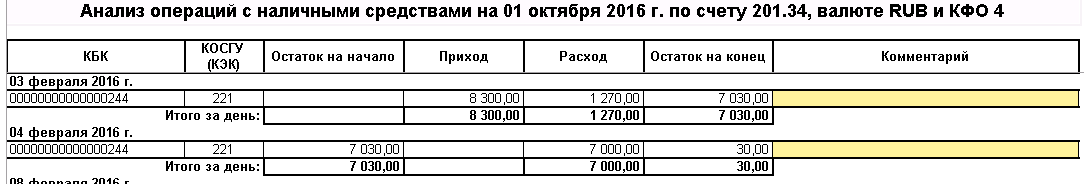 Анализ операций с наличными средствами на 01 октября 2016 г. по счету 201.34, валюте RUB и КФО 4
КБК КОСГУ (КЭК) Остаток на начало Приход Расход Остаток на конец Комментарий
03 февраля 2016 г.
00000000000000244 221 8 300,00 1 270,00 7 030,00
Итого за день: 8 300,00 1 270,00 7 030,00
04 февраля 2016 г.
00000000000000244 221 7 030,00 7 000,00 30,00
Итого за день: 7 030,00 7 000,00 30,00
08 февраля 2016 г.